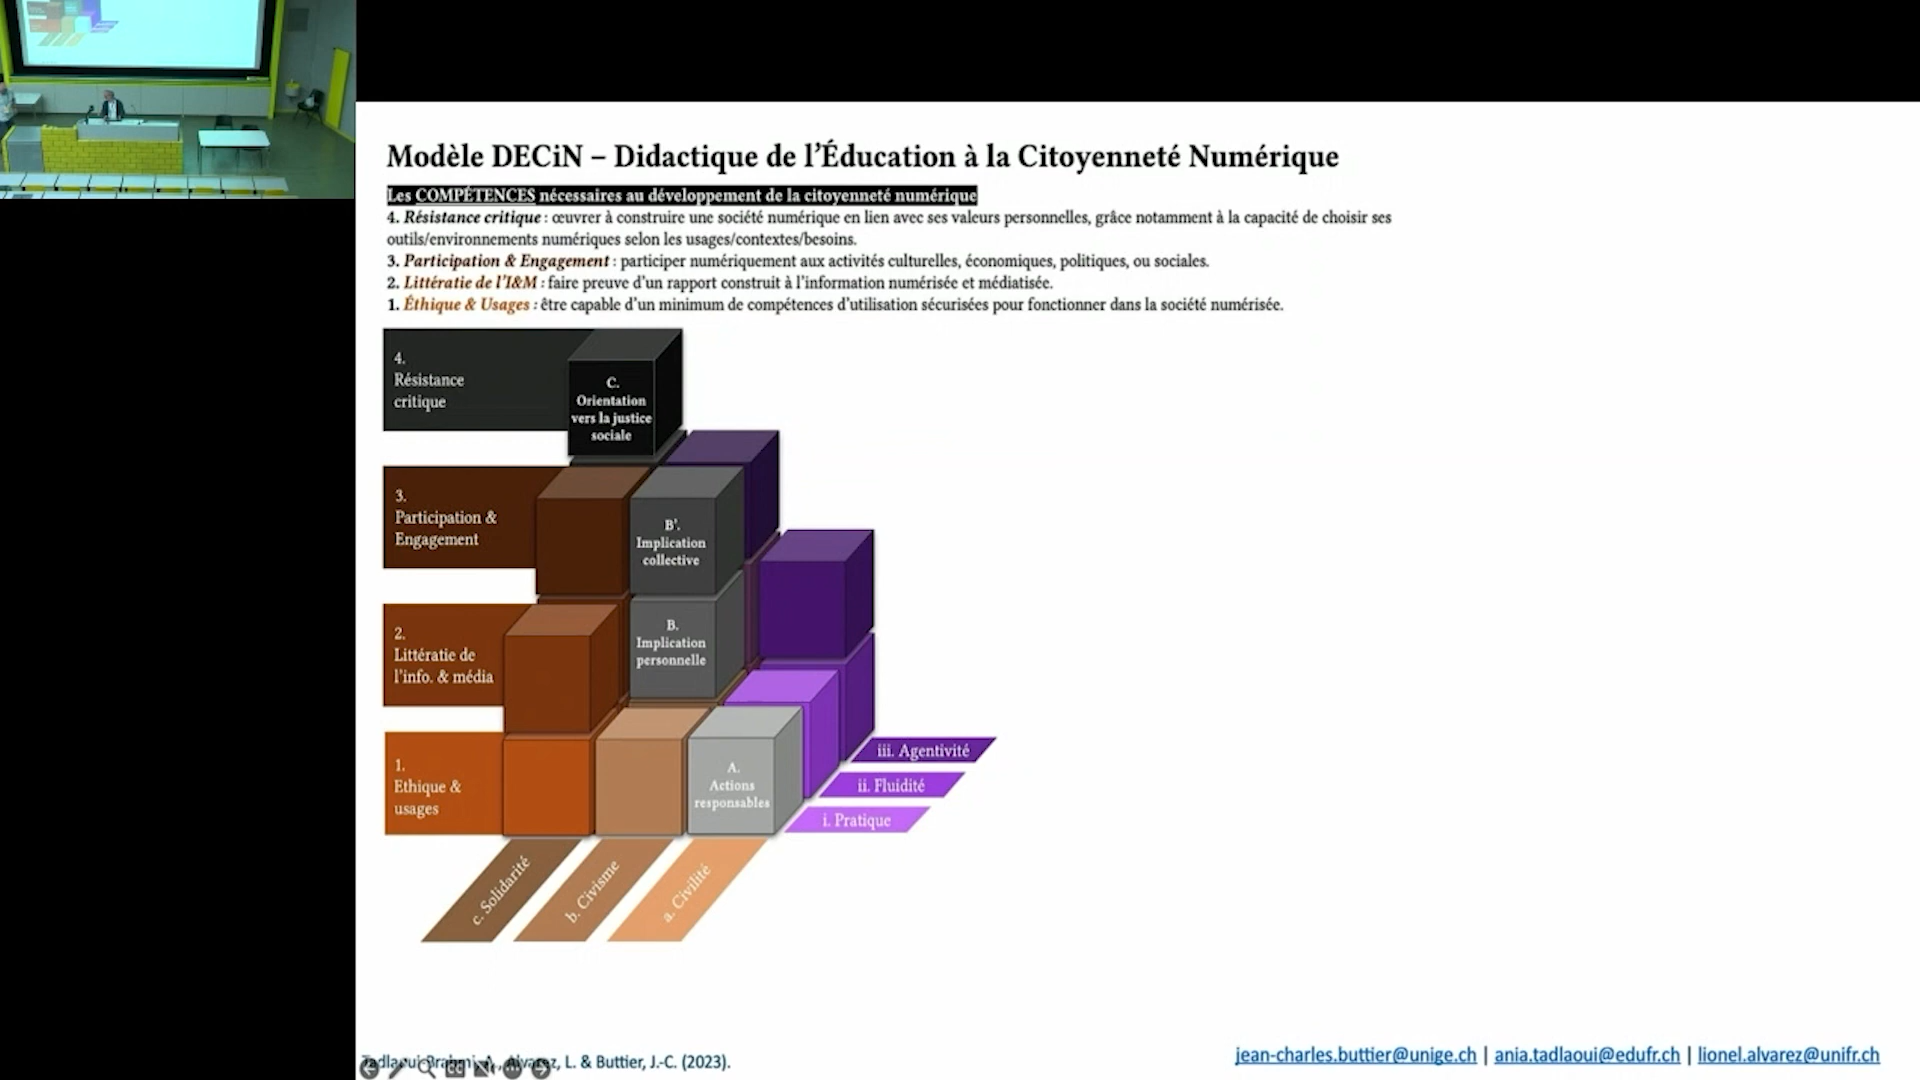 Modèle DECiN – Didactique de l'Éducation à la Citoyenneté Numérique
Les COMPÉTENCES nécessaires au développement de la citoyenneté numérique
4. Résistance critique : œuvrer à construire une société numérique en lien avec ses valeurs personnelles, grâce notamment à la capacité de choisir ses
outils/environnements numériques selon les usages/contextes/besoins.
3. Participation & Engagement : participer numériquement aux activités culturelles, économiques, politiques, ou sociales.
2. Littératie de l'I&M : faire preuve d'un rapport construit à l'information numérisée et médiatisée.
1. Éthique & Usages : être capable d'un minimum de compétences d'utilisation sécurisées pour fonctionner dans la société numérisée.
4.
Résistance
critique
C.
Orientation
vers la justice
sociale
3.
Participation &
Engagement
B'.
Implication
collective
2.
Littératie de
l'info. & média
B.
Implication
personnelle
1.
Ethique &
usages
A.
Actions
responsables
iii. Agentivité
ii. Fluidité
i. Pratique
c. Solidarité
b. Civisme
a. Civilité
Tadlaoui-Brahmi, A., Alvarez, L. & Buttier, J.-C. (2023).
jean-charles.buttier@unige.ch | ania.tadlaoui@edufr.ch | lionel.alvarez@unifr.ch